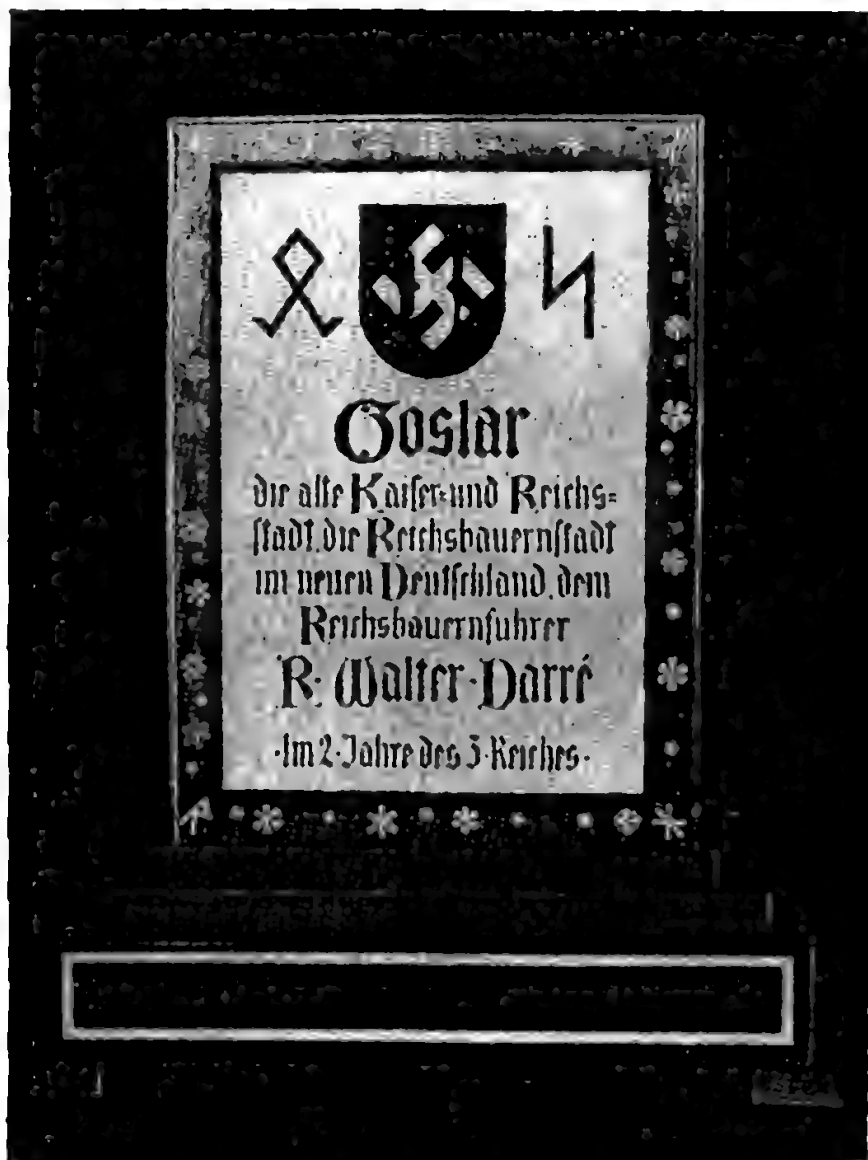 Goslar
die alte Kaiser= und Reichs=
stadt, die Reichsbauernstadt
im neuen Deutschland, dem
Reichsbauernführer
R. Walter·Darré
·Im 2·Jahre des 3·Reiches·